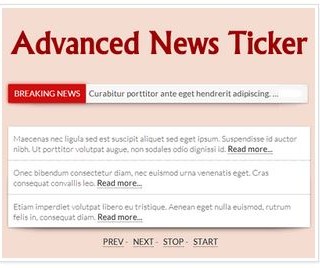 Advanced News Ticker
BREAKING NEWS Curabitur porttitor ante eget hendrerit adipiscing. ...
Maecenas nec ligula sed est suscipit aliquet sed eget ipsum. Suspendisse id auctor
nibh. Ut porttitor volutpat augue, non sodales odio dignissi id. Read more...
Onec bibendum consectetur diam, nec euismod urna venenatis eget. Cras
consequat convallis leo. Read more...
Etiam imperdiet volutpat libero eu tristique. Aenean eget nulla euismod, rutrum
felis in, consequat diam. Read more...
PREV - NEXT - STOP - START